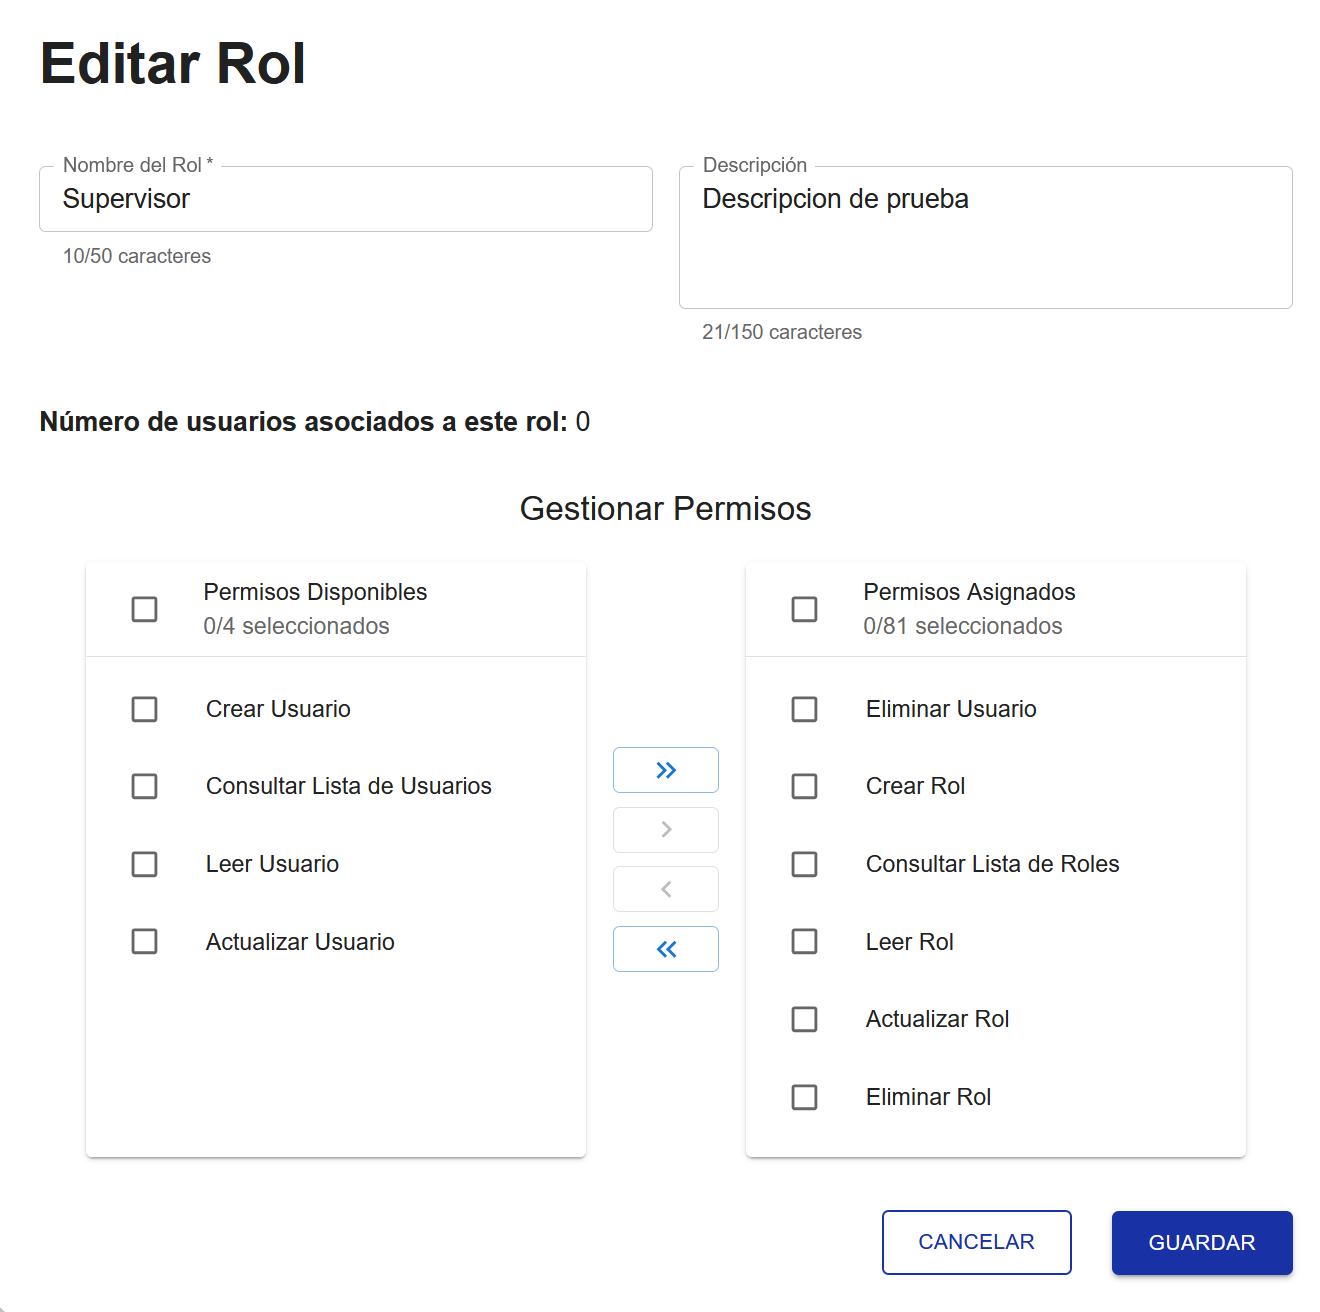 Editar Rol
Nombre del Rol *
Supervisor
10/50 caracteres
Descripción
Descripcion de prueba
21/150 caracteres
Número de usuarios asociados a este rol: 0
Gestionar Permisos
Permisos Disponibles
0/4 seleccionados
Crear Usuario
Consultar Lista de Usuarios
Leer Usuario
Actualizar Usuario
Permisos Asignados
0/81 seleccionados
Eliminar Usuario
Crear Rol
Consultar Lista de Roles
Leer Rol
Actualizar Rol
Eliminar Rol
CANCELAR
GUARDAR